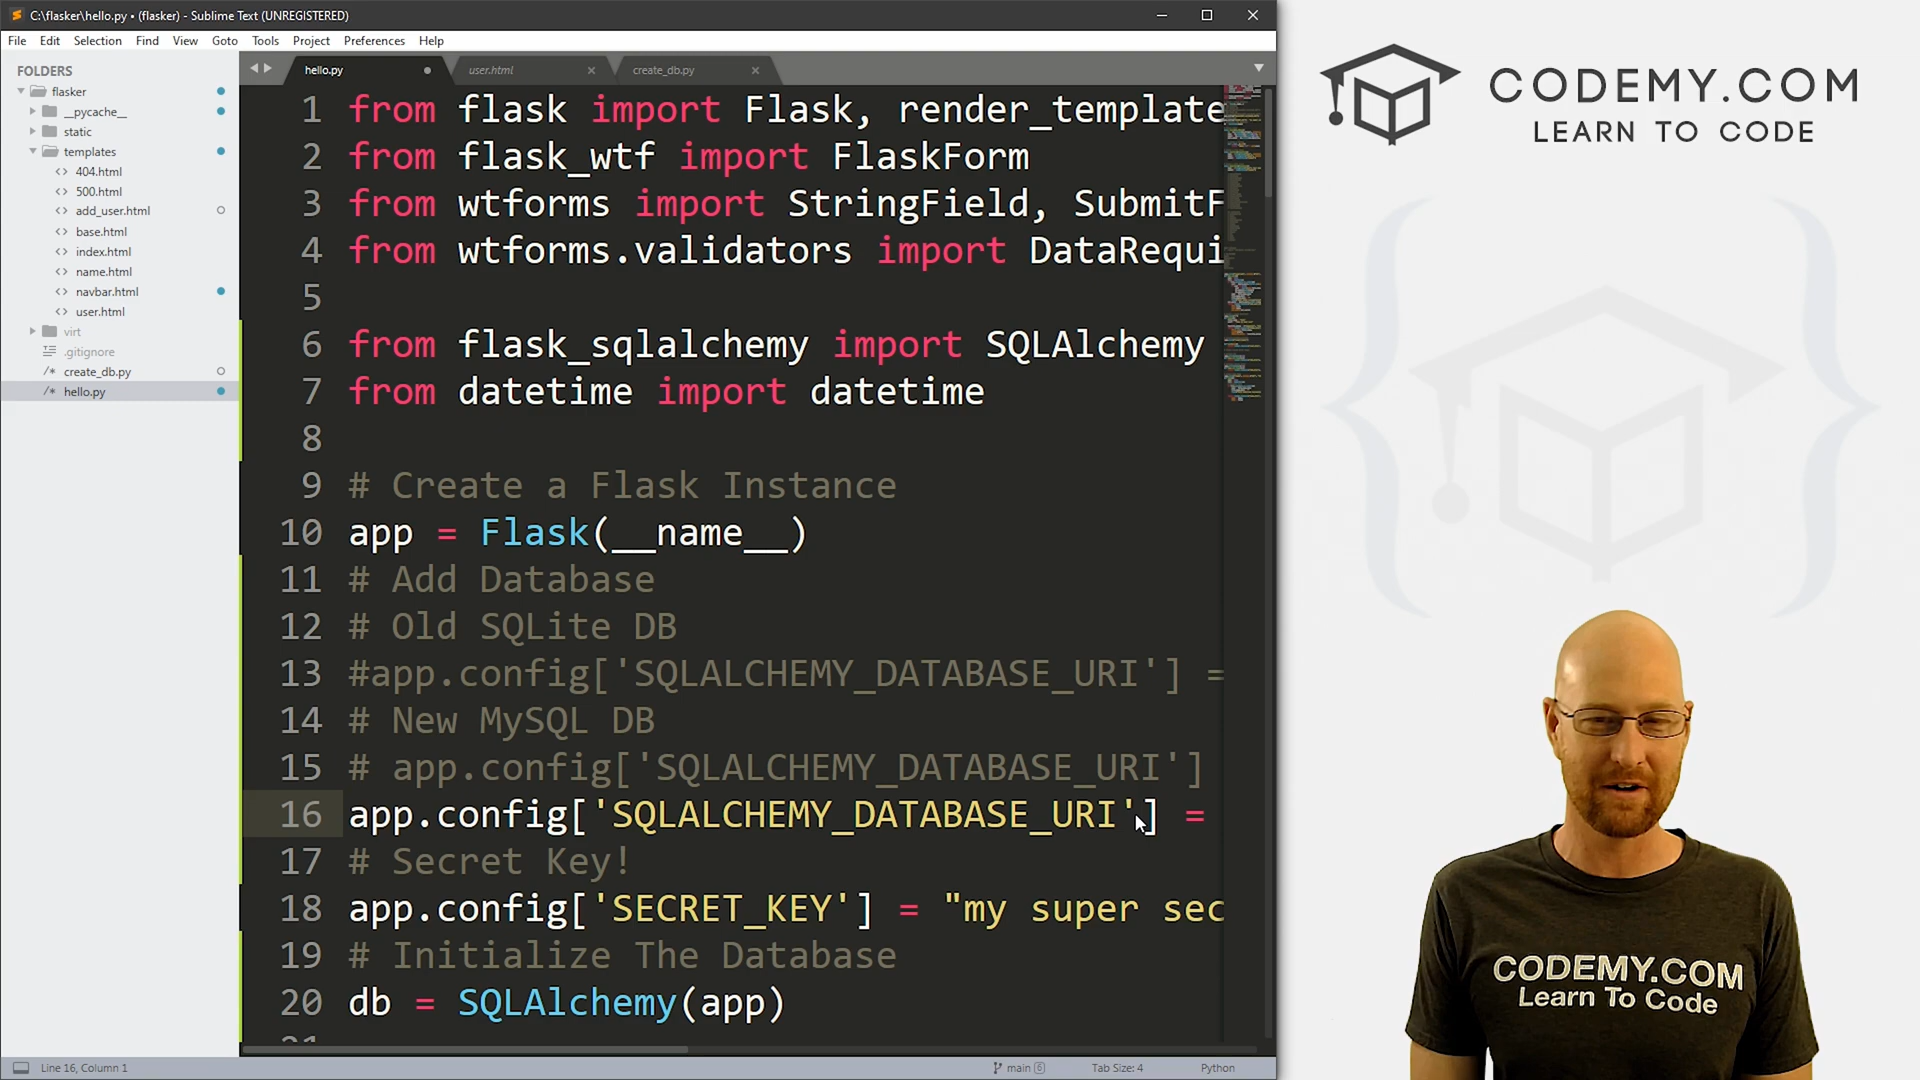 C:\flasker\hello.py • (flasker) - Sublime Text (UNREGISTERED)
File Edit Selection Find View Goto Tools Project Preferences Help
FOLDERS
flasker
__pycache__
static
templates
404.html
500.html
add_user.html
base.html
index.html
name.html
navbar.html
user.html
virt
.gitignore
create_db.py
hello.py
hello.py user.html create_db.py
1 from flask import Flask, render_template
2 from flask_wtf import FlaskForm
3 from wtforms import StringField, SubmitF
4 from wtforms.validators import DataRequi
5
6 from flask_sqlalchemy import SQLAlchemy
7 from datetime import datetime
8
9 # Create a Flask Instance
10 app = Flask(__name__)
11 # Add Database
12 # Old SQLite DB
13 #app.config['SQLALCHEMY_DATABASE_URI'] =
14 # New MySQL DB
15 # app.config['SQLALCHEMY_DATABASE_URI']
16 app.config['SQLALCHEMY_DATABASE_URI'] =
17 # Secret Key!
18 app.config['SECRET_KEY'] = "my super sec
19 # Initialize The Database
20 db = SQLAlchemy(app)
Line 16, Column 1
main 6
Tab Size: 4
Python
CODEMY.COM
LEARN TO CODE
CODEMY.COM
Learn To Code